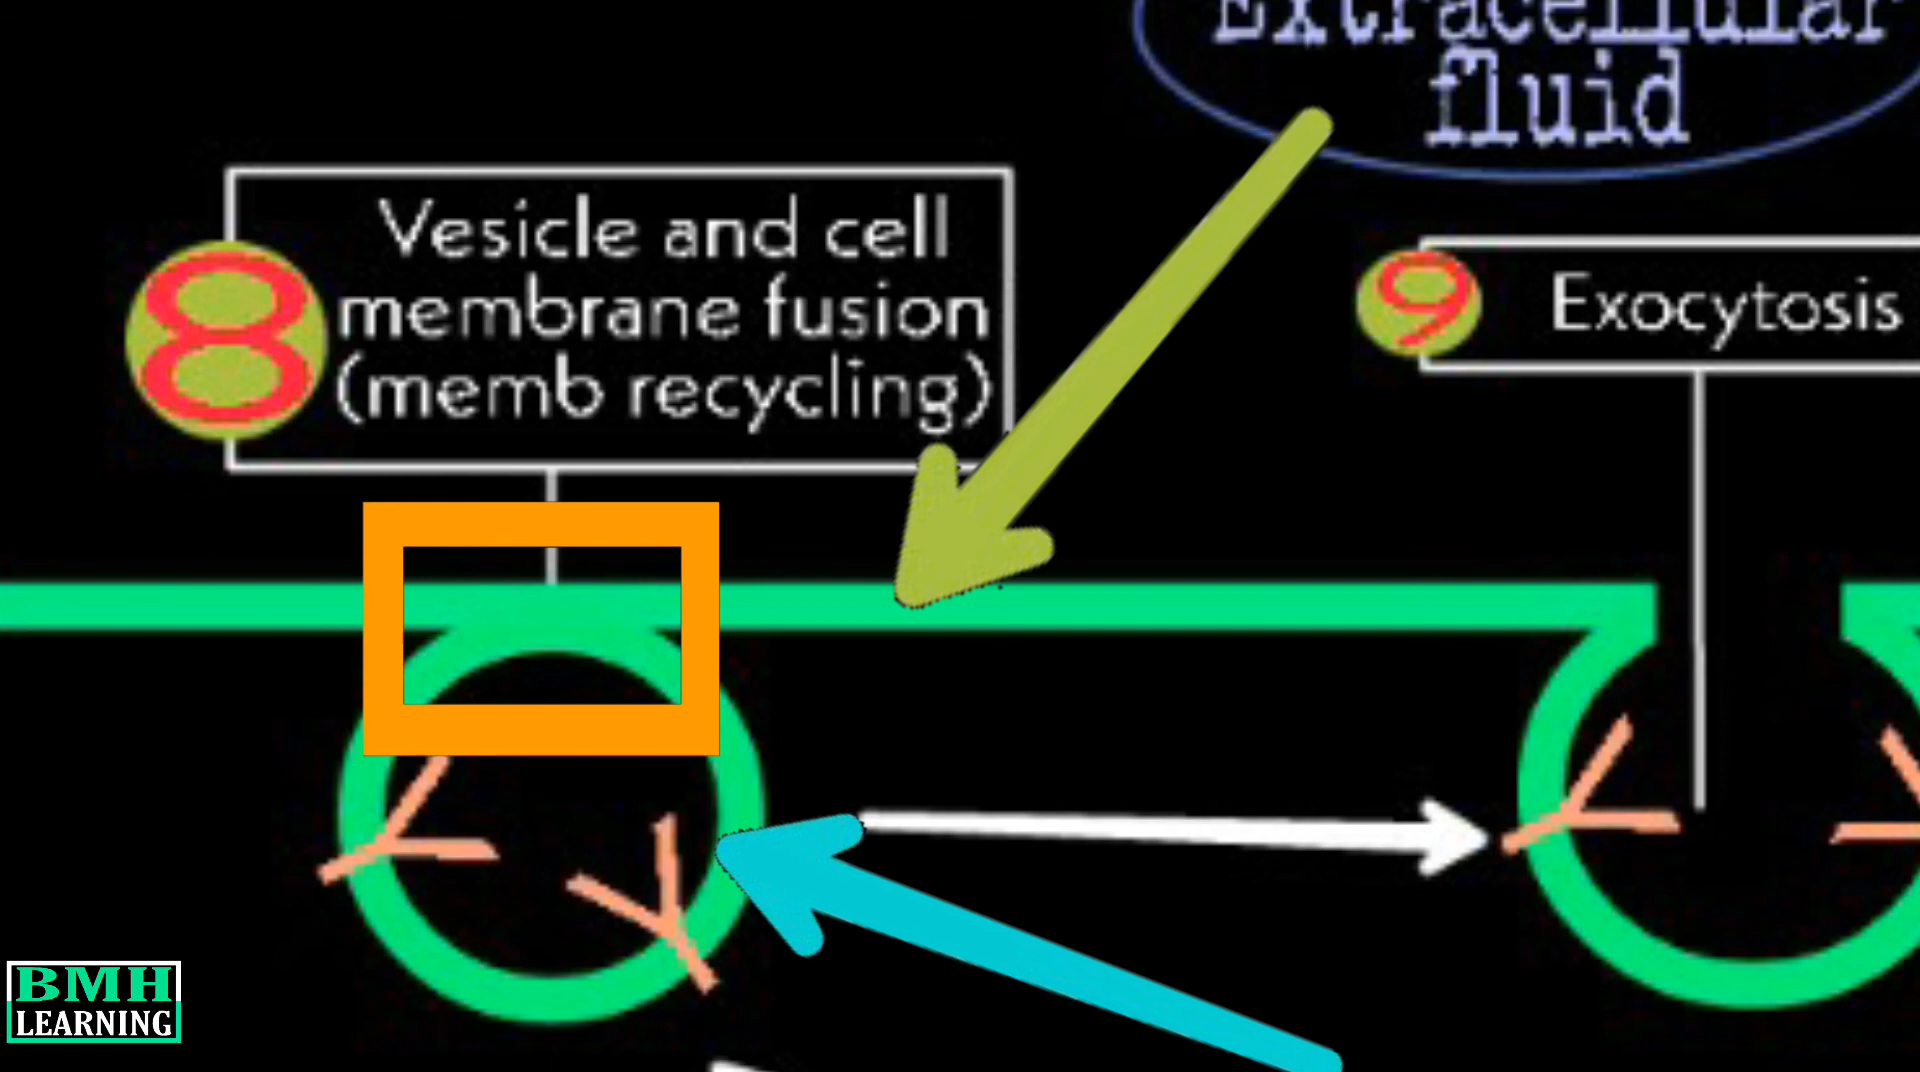 Extracellular
fluid
8
Vesicle and cell
membrane fusion
(memb recycling)
9
Exocytosis
BMH
LEARNING